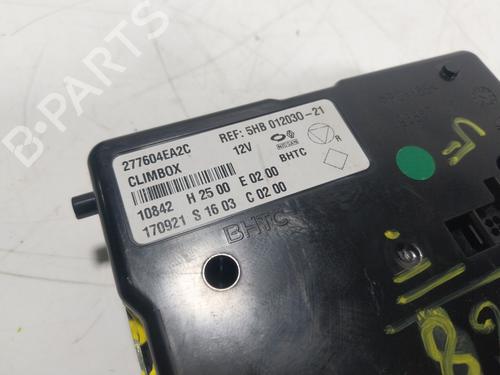 B-PARTS
277604EA2C
REF: 5HB 012030-21
CLIMBOX
12V
NISSAN
R
BHTC
10842 H 25 00 E 02 00
170921 S 16 03 C 02 00
BHTC